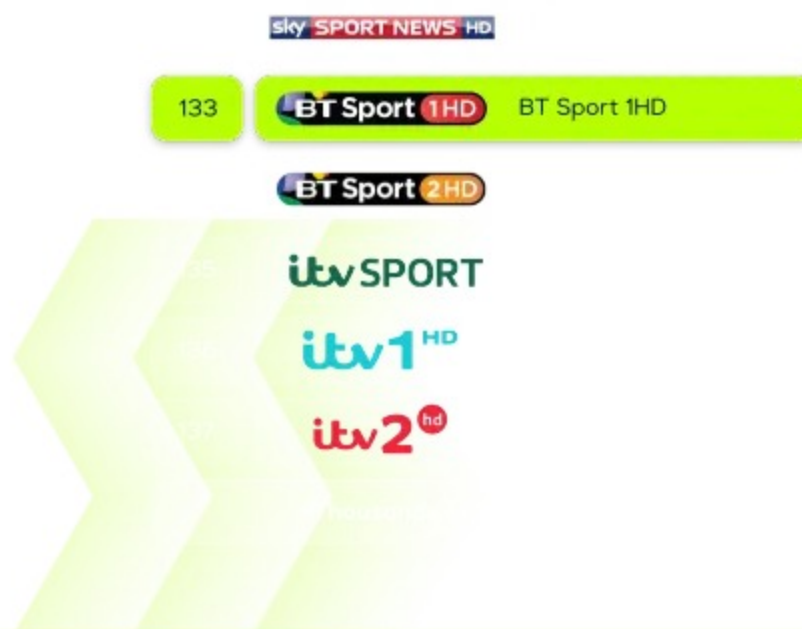 sky SPORT NEWS HD
133 BT Sport 1HD BT Sport 1HD
BT Sport 2HD
itv SPORT
itv1 HD
itv2 hd